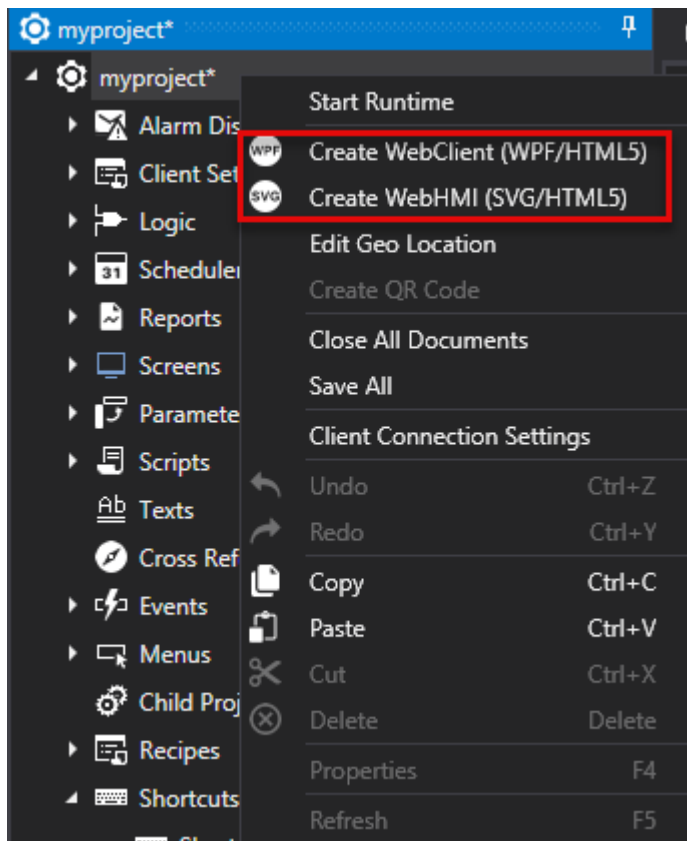 myproject*
myproject*
Start Runtime
Alarm Dis
WPF Create WebClient (WPF/HTML5)
Client Set
SVG Create WebHMI (SVG/HTML5)
Logic
Edit Geo Location
31 Scheduler
Create QR Code
Reports
Close All Documents
Screens
Save All
Paramete
Client Connection Settings
Scripts
Undo Ctrl+Z
Ab Texts
Redo Ctrl+Y
Cross Ref
Copy Ctrl+C
Events
Paste Ctrl+V
Menus
Cut Ctrl+X
Child Proj
Delete Delete
Recipes
Properties F4
Shortcuts
Refresh F5